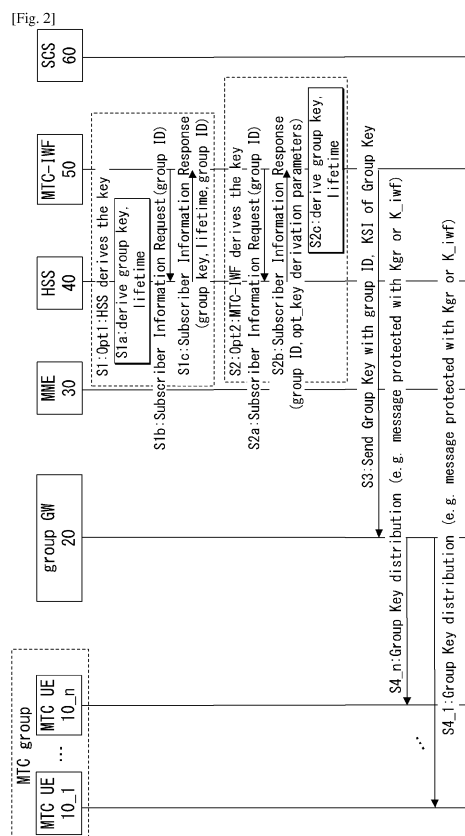 [Fig. 2]
MTC group
MTC UE
10_1
...
MTC UE
10_n
group GW
20
MME
30
HSS
40
MTC-IWF
50
SCS
60
S1:Opt1:HSS derives the key
S1a:derive group key,
lifetime
S1b:Subscriber Information Request(group ID)
S1c:Subscriber Information Response
(group key, lifetime, group ID)
S2:Opt2:MTC-IWF derives the key
S2a:Subscriber Information Request(group ID)
S2b:Subscriber Information Response
(group ID, opt_key derivation parameters)
S2c:derive group key,
lifetime
S3:Send Group Key with group ID, KSI of Group Key
S4_n:Group Key distribution (e.g. message protected with Kgr or K_iwf)
...
S4_1:Group Key distribution (e.g. message protected with Kgr or K_iwf)